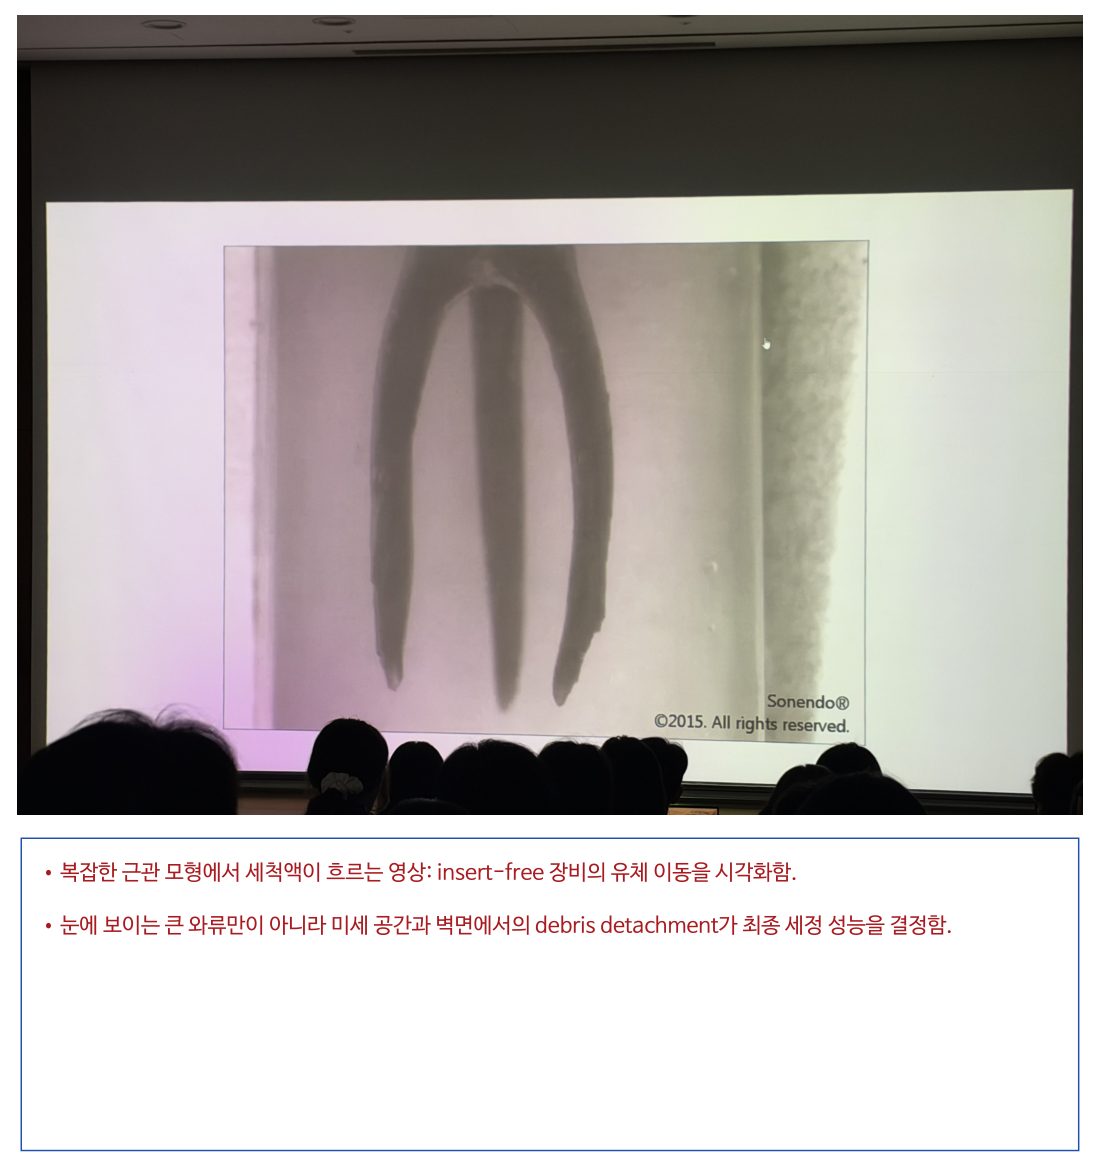 Sonendo®
©2015. All rights reserved.
• 복잡한 근관 모형에서 세척액이 흐르는 영상: insert-free 장비의 유체 이동을 시각화함.
• 눈에 보이는 큰 와류만이 아니라 미세 공간과 벽면에서의 debris detachment가 최종 세정 성능을 결정함.